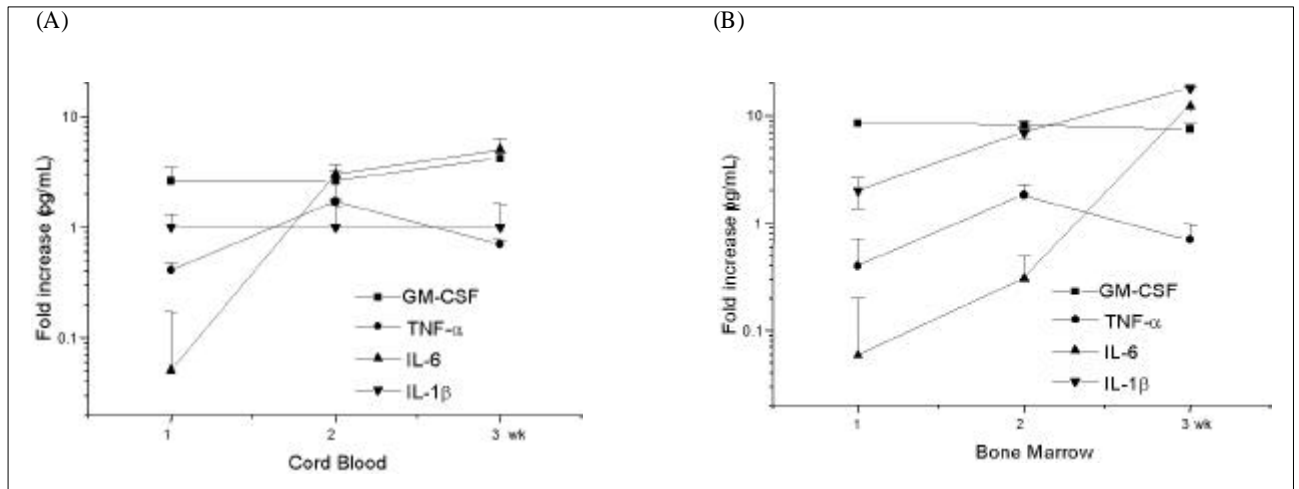 (A)
(B)
Fold increase (pg/mL)
10
1
0.1
GM-CSF
TNF-α
IL-6
IL-1β
1
2
3 wk
Cord Blood
Fold increase pg/mL)
10
1
0.1
GM-CSF
TNF-α
IL-6
IL-1β
1
2
3 wk
Bone Marrow